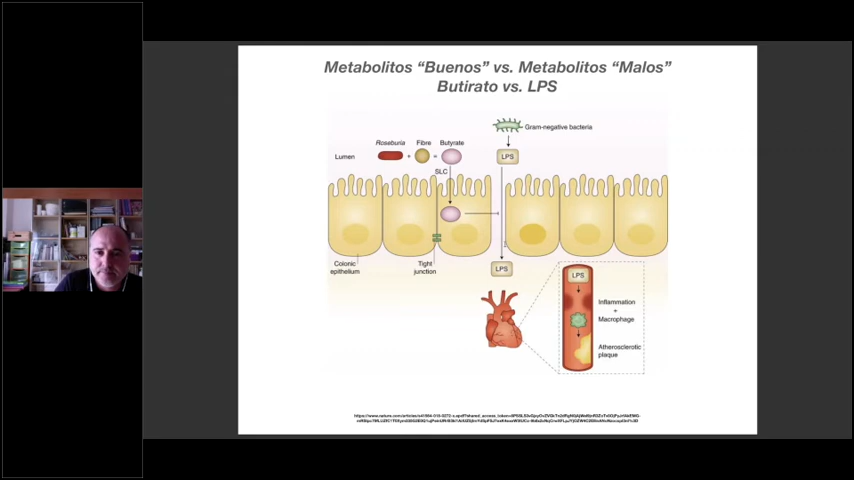 Metabolitos “Buenos” vs. Metabolitos “Malos”
Butirato vs. LPS
Gram-negative bacteria
Roseburia
Fibre
Butyrate
+
=
LPS
Lumen
SLC
Colonic
epithelium
Tight
junction
LPS
LPS
Inflammation
+
Macrophage
Atherosclerotic
plaque